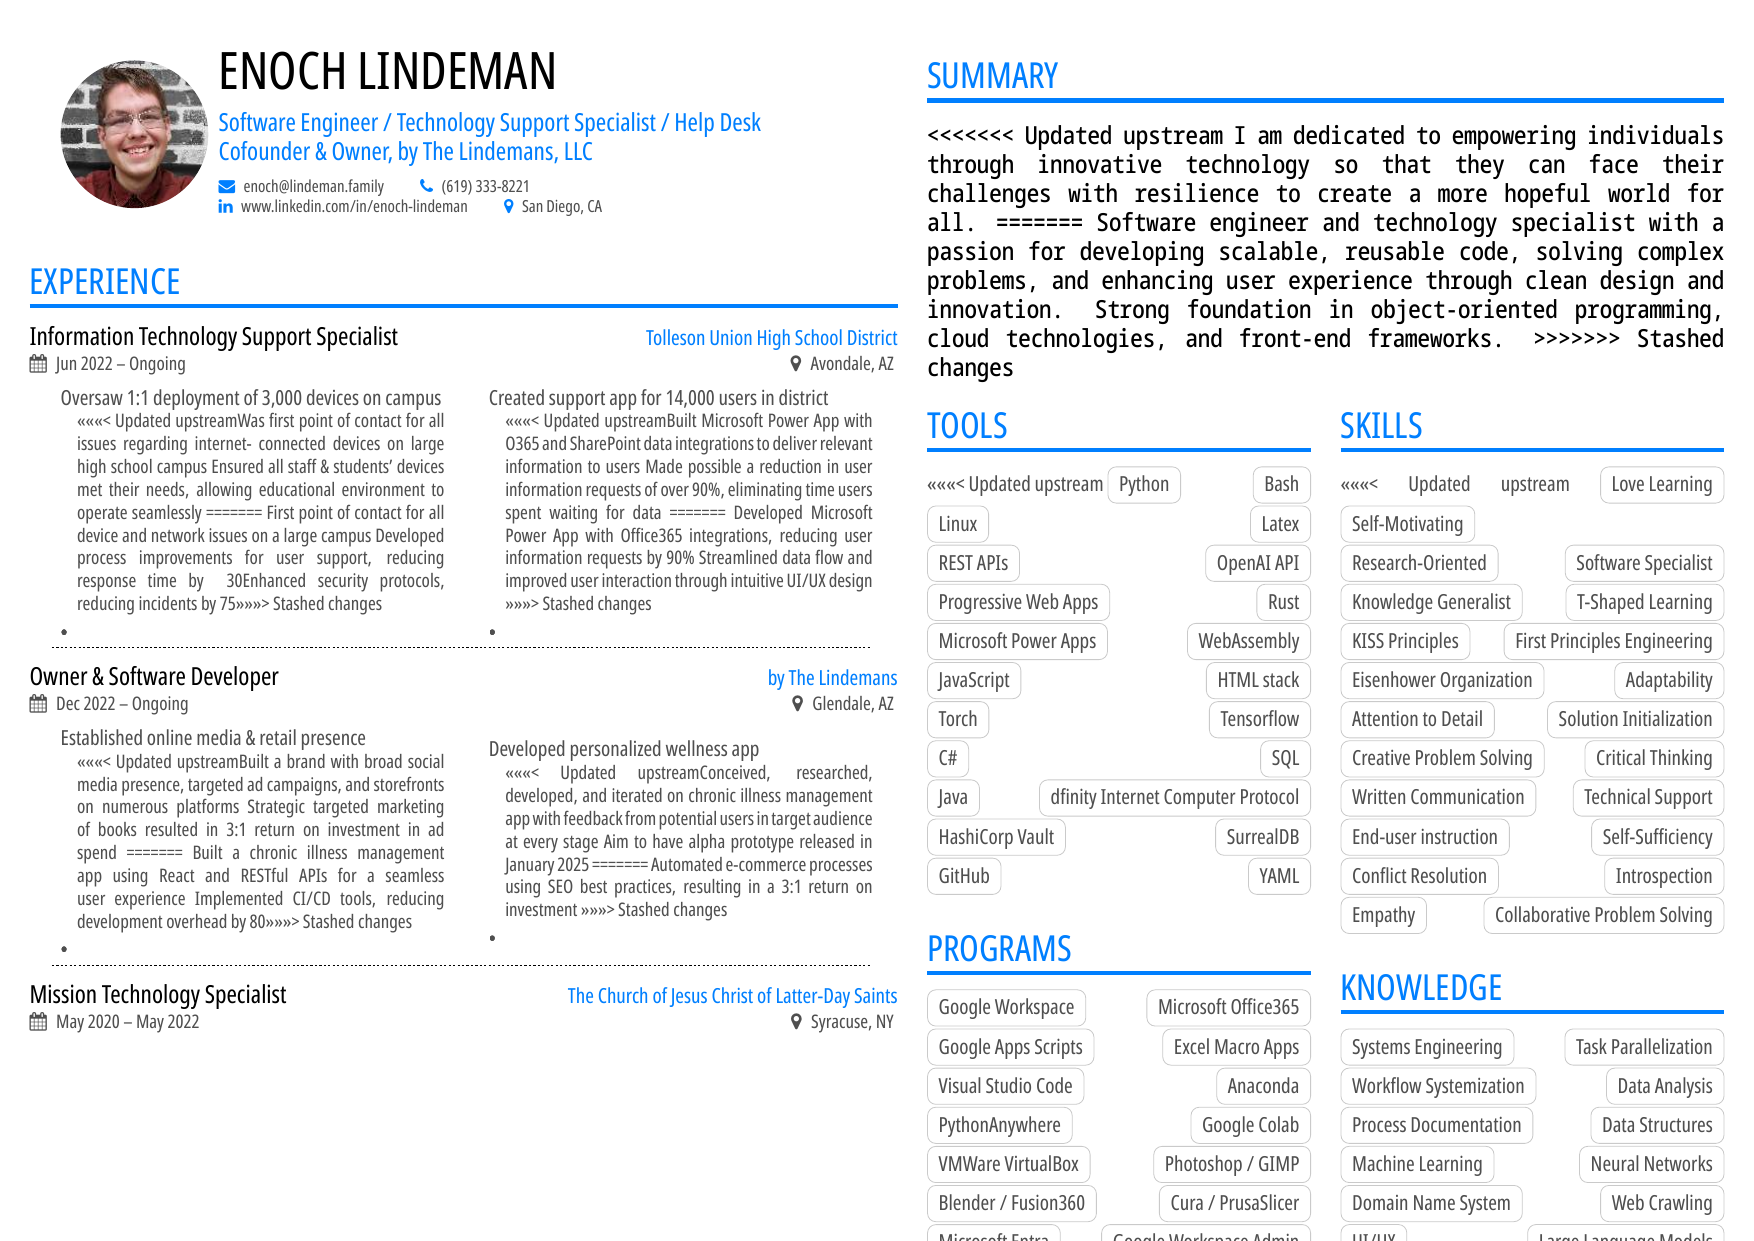 ENOCH LINDEMAN
Software Engineer / Technology Support Specialist / Help Desk
Cofounder & Owner, by The Lindemans, LLC
enoch@lindeman.family (619) 333-8221
www.linkedin.com/in/enoch-lindeman San Diego, CA
EXPERIENCE
Information Technology Support Specialist Tolleson Union High School District
Jun 2022 – Ongoing Avondale, AZ
Oversaw 1:1 deployment of 3,000 devices on campus
«««< Updated upstreamWas first point of contact for all
issues regarding internet- connected devices on large
high school campus Ensured all staff & students’ devices
met their needs, allowing educational environment to
operate seamlessly ======= First point of contact for all
device and network issues on a large campus Developed
process improvements for user support, reducing
response time by 30Enhanced security protocols,
reducing incidents by 75»»»> Stashed changes
•
Created support app for 14,000 users in district
«««< Updated upstreamBuilt Microsoft Power App with
O365 and SharePoint data integrations to deliver relevant
information to users Made possible a reduction in user
information requests of over 90%, eliminating time users
spent waiting for data ======= Developed Microsoft
Power App with Office365 integrations, reducing user
information requests by 90% Streamlined data flow and
improved user interaction through intuitive UI/UX design
»»»> Stashed changes
•
Owner & Software Developer by The Lindemans
Dec 2022 – Ongoing Glendale, AZ
Established online media & retail presence
«««< Updated upstreamBuilt a brand with broad social
media presence, targeted ad campaigns, and storefronts
on numerous platforms Strategic targeted marketing
of books resulted in 3:1 return on investment in ad
spend ======= Built a chronic illness management
app using React and RESTful APIs for a seamless
user experience Implemented CI/CD tools, reducing
development overhead by 80»»»> Stashed changes
•
Developed personalized wellness app
«««< Updated upstreamConceived, researched,
developed, and iterated on chronic illness management
app with feedback from potential users in target audience
at every stage Aim to have alpha prototype released in
January 2025 ======= Automated e-commerce processes
using SEO best practices, resulting in a 3:1 return on
investment »»»> Stashed changes
•
Mission Technology Specialist The Church of Jesus Christ of Latter-Day Saints
May 2020 – May 2022 Syracuse, NY
SUMMARY
<<<<<<< Updated upstream I am dedicated to empowering individuals
through innovative technology so that they can face their
challenges with resilience to create a more hopeful world for
all. ======= Software engineer and technology specialist with a
passion for developing scalable, reusable code, solving complex
problems, and enhancing user experience through clean design and
innovation. Strong foundation in object-oriented programming,
cloud technologies, and front-end frameworks. >>>>>>> Stashed
changes
TOOLS
«««< Updated upstream Python Bash
Linux Latex
REST APIs OpenAI API
Progressive Web Apps Rust
Microsoft Power Apps WebAssembly
JavaScript HTML stack
Torch Tensorflow
C# SQL
Java dfinity Internet Computer Protocol
HashiCorp Vault SurrealDB
GitHub YAML
PROGRAMS
Google Workspace Microsoft Office365
Google Apps Scripts Excel Macro Apps
Visual Studio Code Anaconda
PythonAnywhere Google Colab
VMWare VirtualBox Photoshop / GIMP
Blender / Fusion360 Cura / PrusaSlicer
Microsoft Entra Google Workspace Admin
SKILLS
«««< Updated upstream Love Learning
Self-Motivating
Research-Oriented Software Specialist
Knowledge Generalist T-Shaped Learning
KISS Principles First Principles Engineering
Eisenhower Organization Adaptability
Attention to Detail Solution Initialization
Creative Problem Solving Critical Thinking
Written Communication Technical Support
End-user instruction Self-Sufficiency
Conflict Resolution Introspection
Empathy Collaborative Problem Solving
KNOWLEDGE
Systems Engineering Task Parallelization
Workflow Systemization Data Analysis
Process Documentation Data Structures
Machine Learning Neural Networks
Domain Name System Web Crawling
UI/UX Large Language Models